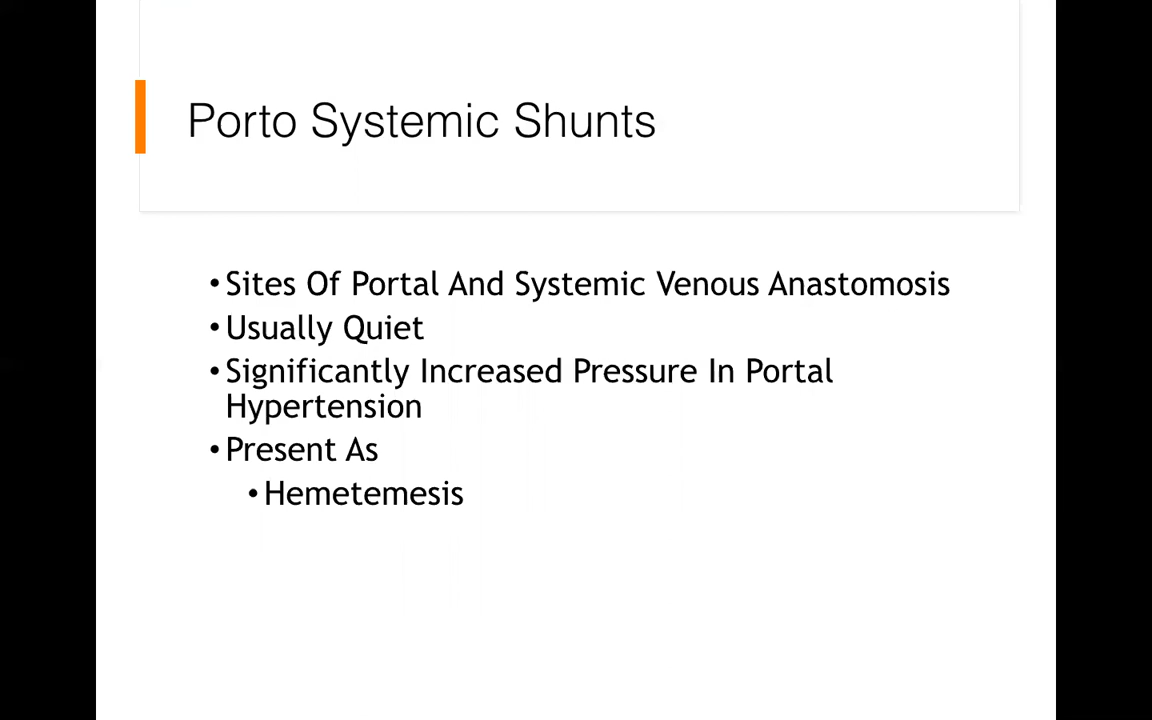 Porto Systemic Shunts
•Sites Of Portal And Systemic Venous Anastomosis
•Usually Quiet
•Significantly Increased Pressure In Portal
Hypertension
•Present As
•Hemetemesis